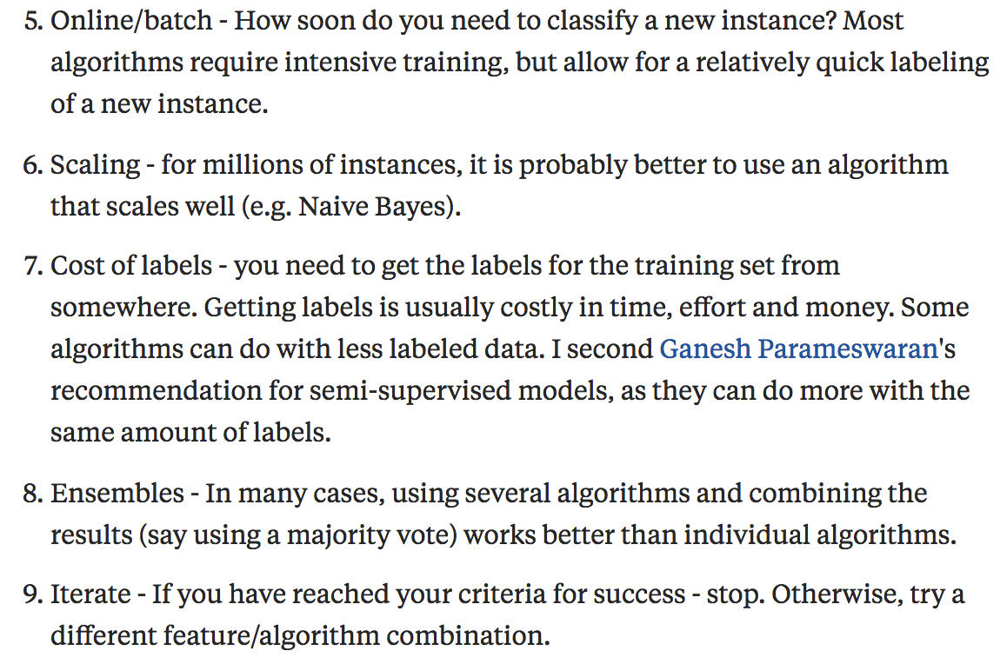 5. Online/batch - How soon do you need to classify a new instance? Most
algorithms require intensive training, but allow for a relatively quick labeling
of a new instance.
6. Scaling - for millions of instances, it is probably better to use an algorithm
that scales well (e.g. Naive Bayes).
7. Cost of labels - you need to get the labels for the training set from
somewhere. Getting labels is usually costly in time, effort and money. Some
algorithms can do with less labeled data. I second Ganesh Parameswaran's
recommendation for semi-supervised models, as they can do more with the
same amount of labels.
8. Ensembles - In many cases, using several algorithms and combining the
results (say using a majority vote) works better than individual algorithms.
9. Iterate - If you have reached your criteria for success - stop. Otherwise, try a
different feature/algorithm combination.